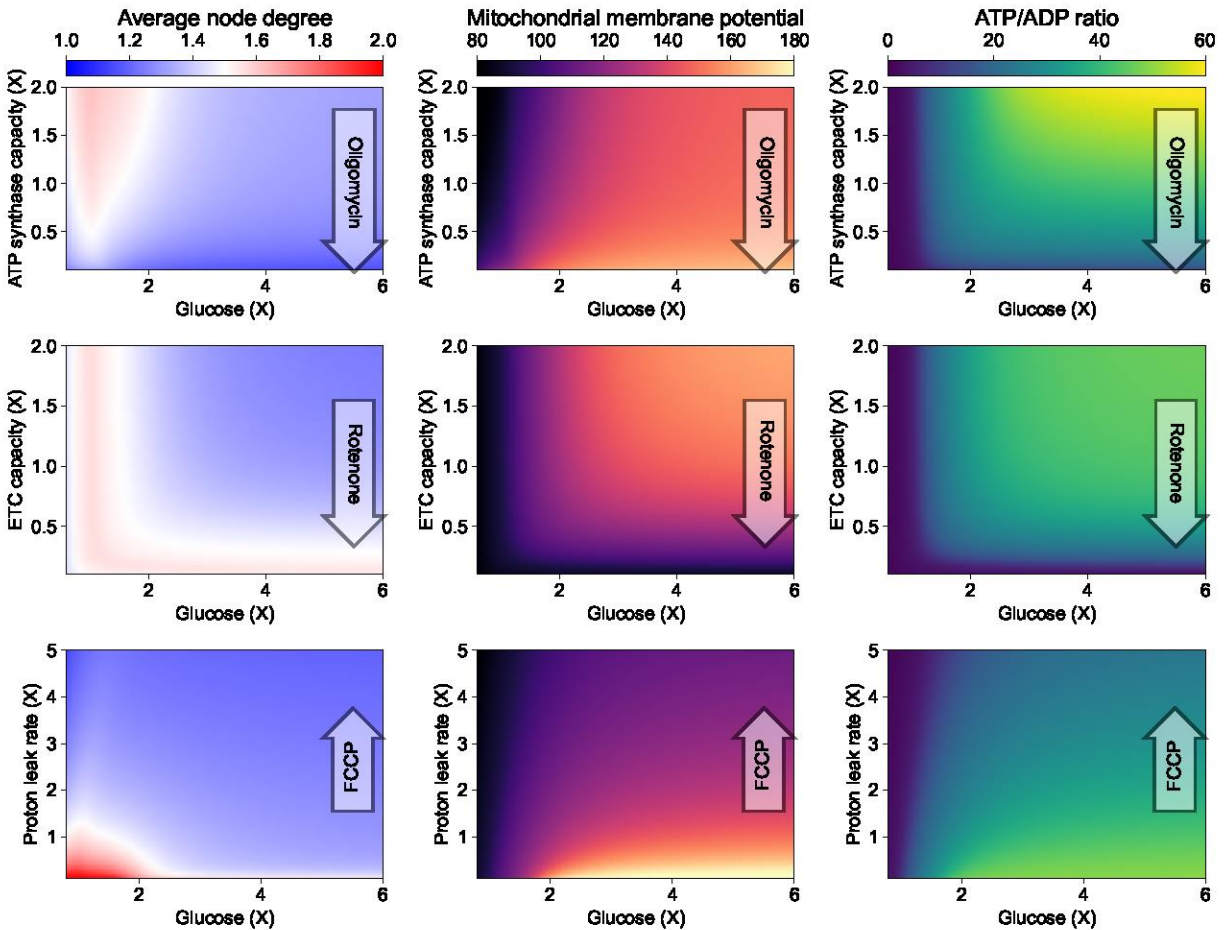 Average node degree
1.0 1.2 1.4 1.6 1.8 2.0
Mitochondrial membrane potential
80 100 120 140 160 180
ATP/ADP ratio
0 20 40 60
ATP synthase capacity (X)
2.0
1.5
1.0
0.5
2 4 6
Glucose (X)
Oligomycin
ATP synthase capacity (X)
2.0
1.5
1.0
0.5
2 4 6
Glucose (X)
Oligomycin
ATP synthase capacity (X)
2.0
1.5
1.0
0.5
2 4 6
Glucose (X)
Oligomycin
ETC capacity (X)
2.0
1.5
1.0
0.5
2 4 6
Glucose (X)
Rotenone
ETC capacity (X)
2.0
1.5
1.0
0.5
2 4 6
Glucose (X)
Rotenone
ETC capacity (X)
2.0
1.5
1.0
0.5
2 4 6
Glucose (X)
Rotenone
Proton leak rate (X)
5
4
3
2
1
2 4 6
Glucose (X)
FCCP
Proton leak rate (X)
5
4
3
2
1
2 4 6
Glucose (X)
FCCP
Proton leak rate (X)
5
4
3
2
1
2 4 6
Glucose (X)
FCCP